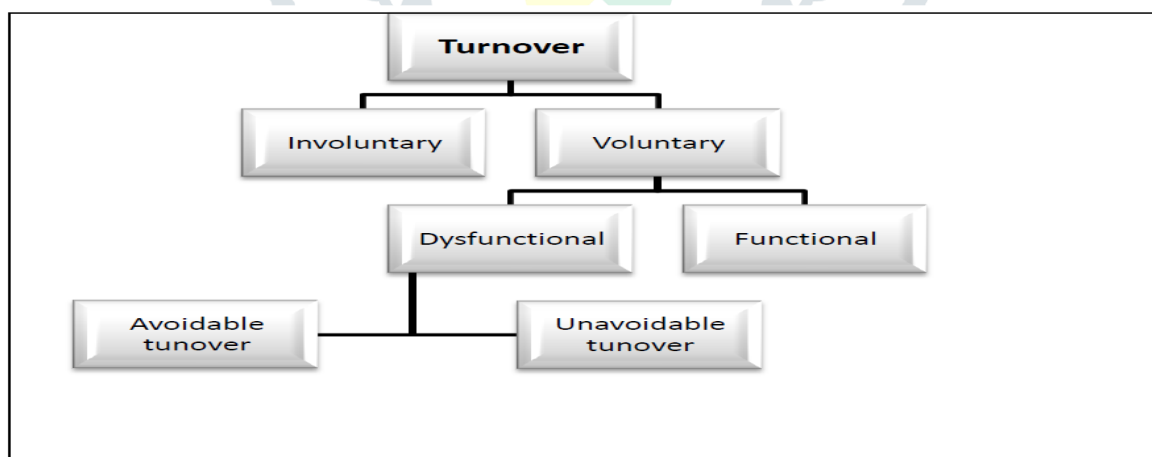 Turnover
Involuntary
Voluntary
Dysfunctional
Functional
Avoidable
tunover
Unavoidable
tunover